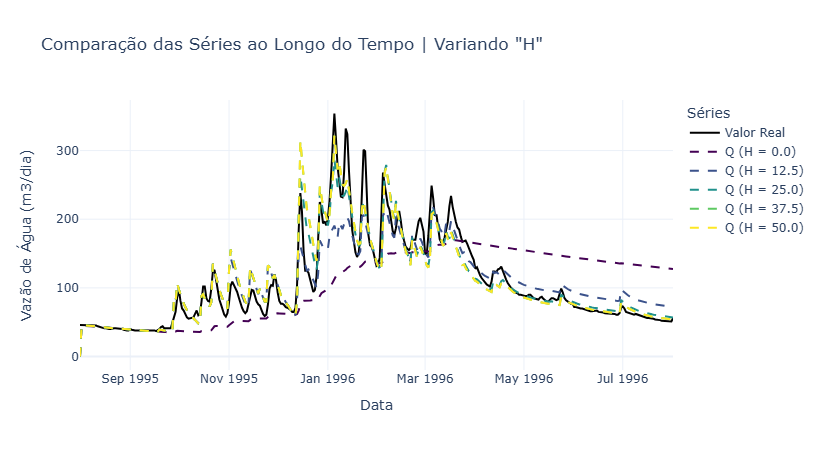 Comparação das Séries ao Longo do Tempo | Variando "H"
Séries
Valor Real
Q (H = 0.0)
Q (H = 12.5)
Q (H = 25.0)
Q (H = 37.5)
Q (H = 50.0)
Vazão de Água (m3/dia)
300
200
100
0
Sep 1995 Nov 1995 Jan 1996 Mar 1996 May 1996 Jul 1996
Data